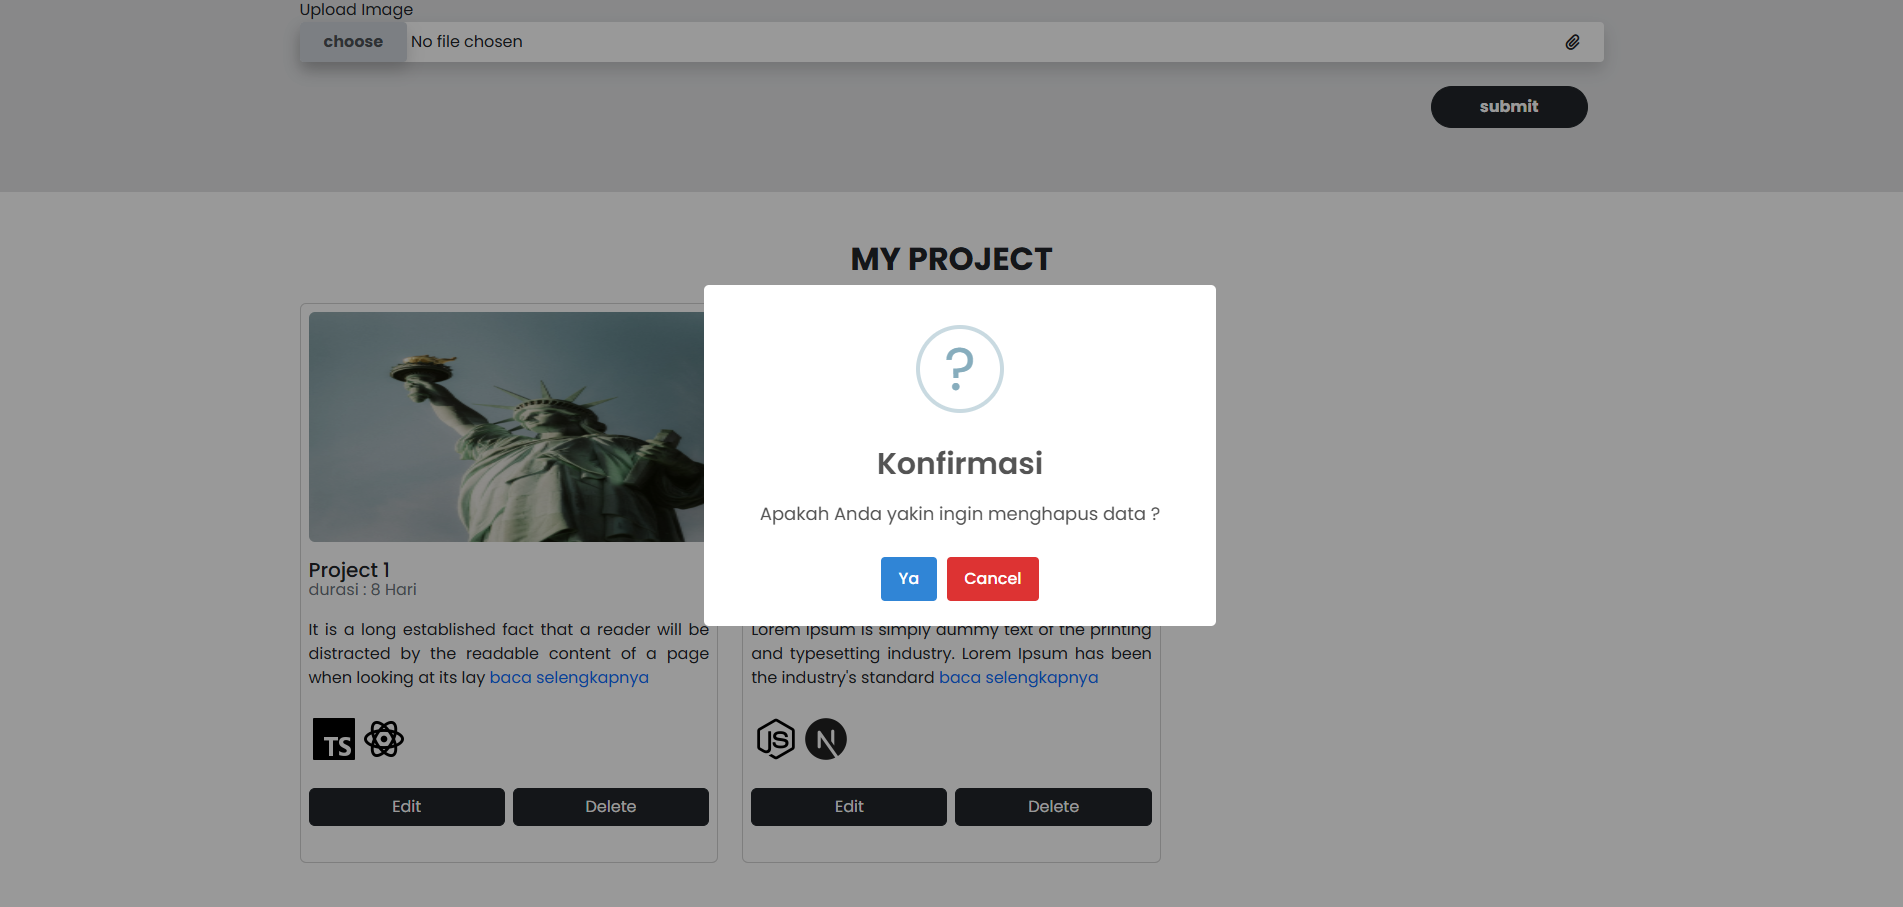 Upload Image
choose No file chosen
submit
MY PROJECT
?
Konfirmasi
Apakah Anda yakin ingin menghapus data ?
Ya Cancel
Project 1
durasi : 8 Hari
It is a long established fact that a reader will be
distracted by the readable content of a page
when looking at its lay baca selengkapnya
TS
Edit Delete
Lorem Ipsum is simply dummy text of the printing
and typesetting industry. Lorem Ipsum has been
the industry's standard baca selengkapnya
JS N
Edit Delete